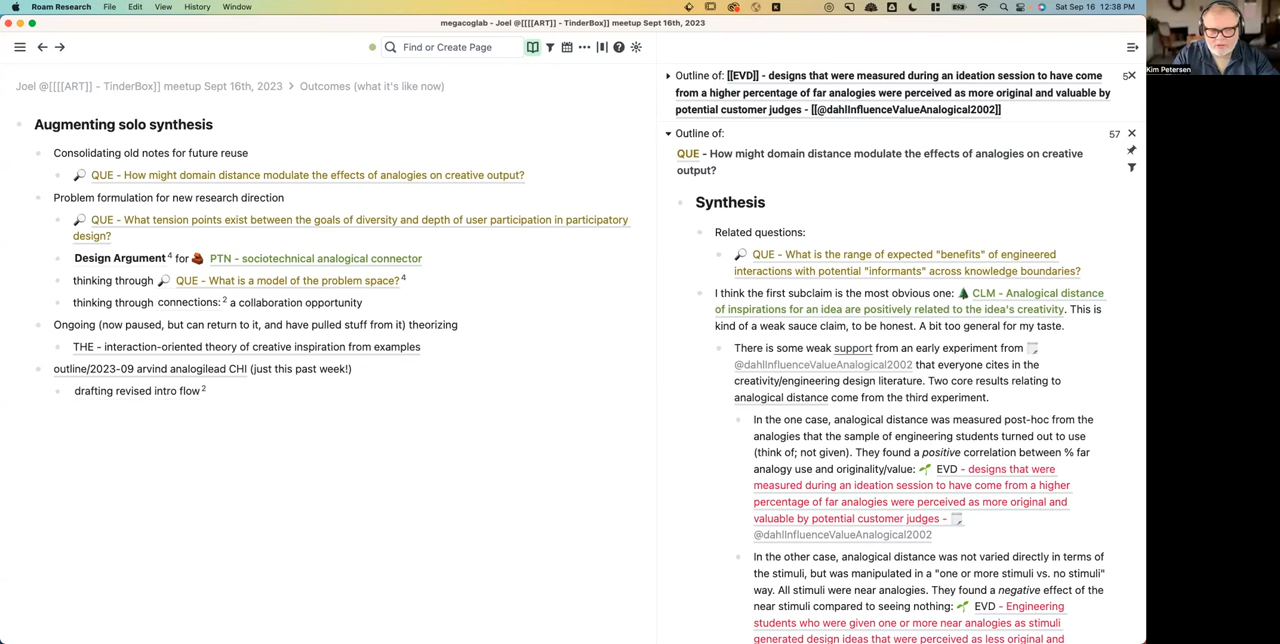 Roam Research File Edit View History Window Sat Sep 16 12:38 PM
megacoglab - Joel @[[[[ART]] - TinderBox]] meetup Sept 16th, 2023
Find or Create Page
Joel @[[[[ART]] - TinderBox]] meetup Sept 16th, 2023 > Outcomes (what it's like now)
Augmenting solo synthesis
Consolidating old notes for future reuse
QUE - How might domain distance modulate the effects of analogies on creative output?
Problem formulation for new research direction
QUE - What tension points exist between the goals of diversity and depth of user participation in participatory
design?
Design Argument 4 for PTN - sociotechnical analogical connector
thinking through QUE - What is a model of the problem space? 4
thinking through connections: 2 a collaboration opportunity
Ongoing (now paused, but can return to it, and have pulled stuff from it) theorizing
THE - interaction-oriented theory of creative inspiration from examples
outline/2023-09 arvind analogilead CHI (just this past week!)
drafting revised intro flow 2
Outline of: [[EVD]] - designs that were measured during an ideation session to have come
from a higher percentage of far analogies were perceived as more original and valuable by
potential customer judges - [[@dahlInfluenceValueAnalogical2002]]
5
Outline of:
57
QUE - How might domain distance modulate the effects of analogies on creative
output?
Synthesis
Related questions:
QUE - What is the range of expected "benefits" of engineered
interactions with potential "informants" across knowledge boundaries?
I think the first subclaim is the most obvious one: CLM - Analogical distance
of inspirations for an idea are positively related to the idea's creativity. This is
kind of a weak sauce claim, to be honest. A bit too general for my taste.
There is some weak support from an early experiment from
@dahlInfluenceValueAnalogical2002 that everyone cites in the
creativity/engineering design literature. Two core results relating to
analogical distance come from the third experiment.
In the one case, analogical distance was measured post-hoc from the
analogies that the sample of engineering students turned out to use
(think of; not given). They found a positive correlation between % far
analogy use and originality/value: EVD - designs that were
measured during an ideation session to have come from a higher
percentage of far analogies were perceived as more original and
valuable by potential customer judges -
@dahlInfluenceValueAnalogical2002
In the other case, analogical distance was not varied directly in terms of
the stimuli, but was manipulated in a "one or more stimuli vs. no stimuli"
way. All stimuli were near analogies. They found a negative effect of the
near stimuli compared to seeing nothing: EVD - Engineering
students who were given one or more near analogies as stimuli
generated design ideas that were perceived as less original and
Kim Petersen